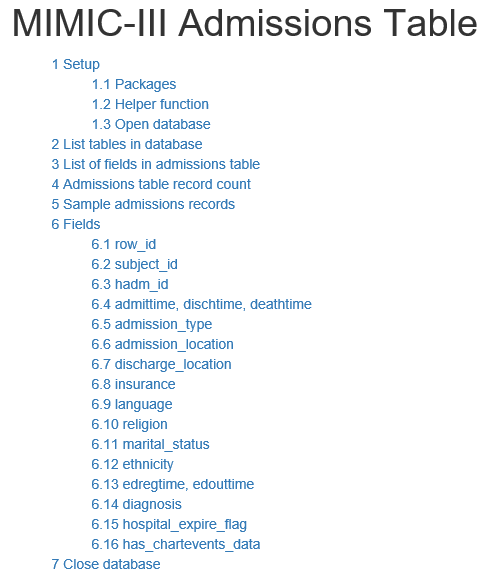 MIMIC-III Admissions Table
1 Setup
1.1 Packages
1.2 Helper function
1.3 Open database
2 List tables in database
3 List of fields in admissions table
4 Admissions table record count
5 Sample admissions records
6 Fields
6.1 row_id
6.2 subject_id
6.3 hadm_id
6.4 admittime, dischtime, deathtime
6.5 admission_type
6.6 admission_location
6.7 discharge_location
6.8 insurance
6.9 language
6.10 religion
6.11 marital_status
6.12 ethnicity
6.13 edregtime, edouttime
6.14 diagnosis
6.15 hospital_expire_flag
6.16 has_chartevents_data
7 Close database